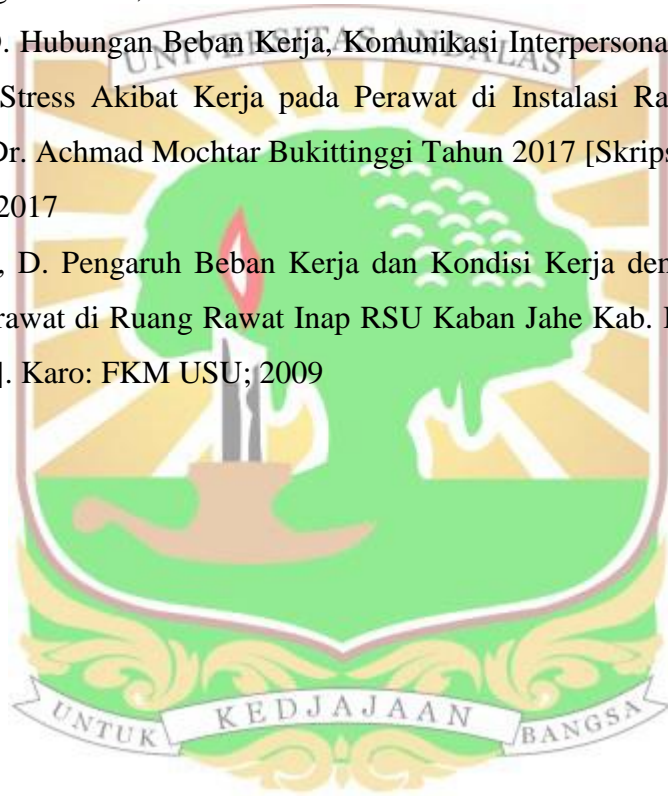 . Hubungan Beban Kerja, Komunikasi Interpersona
Stress Akibat Kerja pada Perawat di Instalasi Ra
Dr. Achmad Mochtar Bukittinggi Tahun 2017 [Skrips
2017
, D. Pengaruh Beban Kerja dan Kondisi Kerja den
rawat di Ruang Rawat Inap RSU Kaban Jahe Kab.
]. Karo: FKM USU; 2009
UNIVERSITAS ANDALAS
UNTUK KEDJAJAAN BANGSA